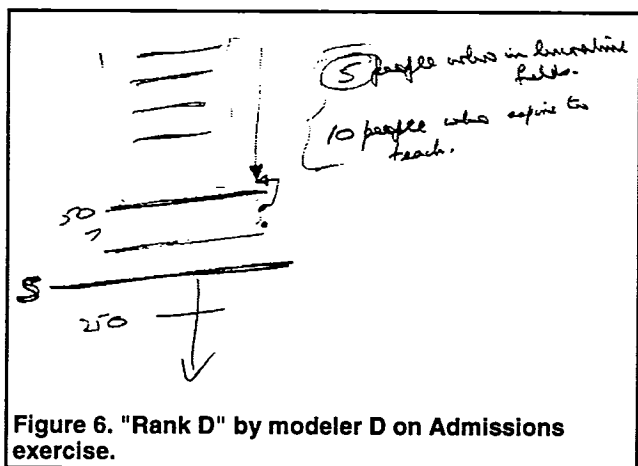 1
5 people who in lucrative
fields.
10 people who aspire to
teach.
50
S
250
Figure 6. "Rank D" by modeler D on Admissions
exercise.